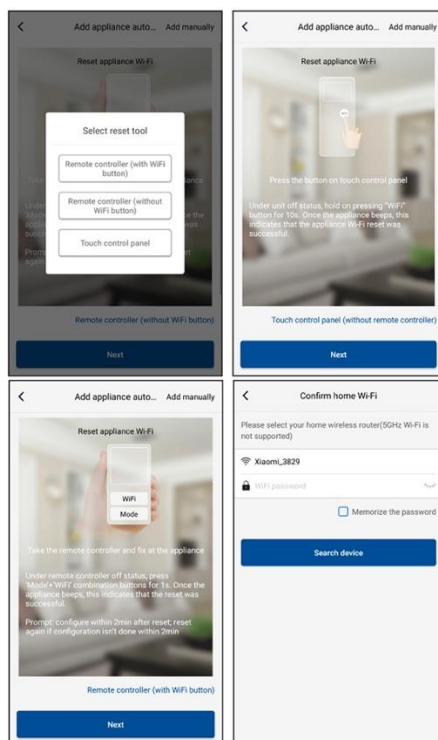 Add appliance auto... Add manually
Reset appliance Wi-Fi
Select reset tool
Remote controller (with WiFi
button)
Remote controller (without
WiFi button)
Touch control panel
Remote controller (without WiFi button)
Next
Add appliance auto... Add manually
Reset appliance Wi-Fi
Press the button on touch control panel
Under unit off status, hold on pressing "WiFi"
button for 10s. Once the appliance beeps, this
indicates that the appliance Wi-Fi reset was
successful.
Touch control panel (without remote controller)
Next
Add appliance auto... Add manually
Reset appliance Wi-Fi
WiFi
Mode
Take the remote controller and fix at the appliance
Under remote controller off status, press
'Mode'+'WiFi' combination buttons for 1s. Once the
appliance beeps, this indicates that the reset was
successful.
Prompt: configure within 2min after reset; reset
again if configuration isn't done within 2min
Remote controller (with WiFi button)
Next
Confirm home Wi-Fi
Please select your home wireless router(5GHz Wi-Fi is
not supported)
Xiaomi_3829
WiFi password
Memorize the password
Search device